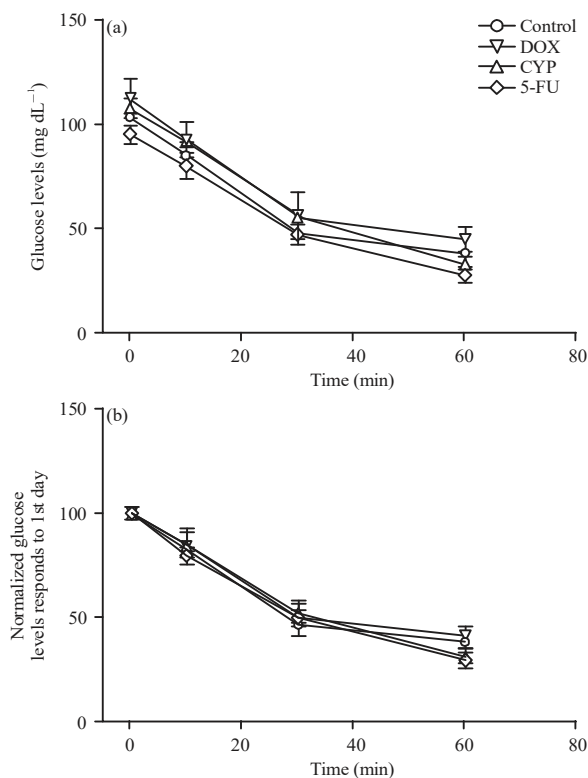 (a)
Control
DOX
CYP
5-FU
150
100
50
0
Glucose levels (mg dL⁻¹)
0 20 40 60 80
Time (min)
(b)
150
100
50
0
Normalized glucose
levels responds to 1st day
0 20 40 60 80
Time (min)